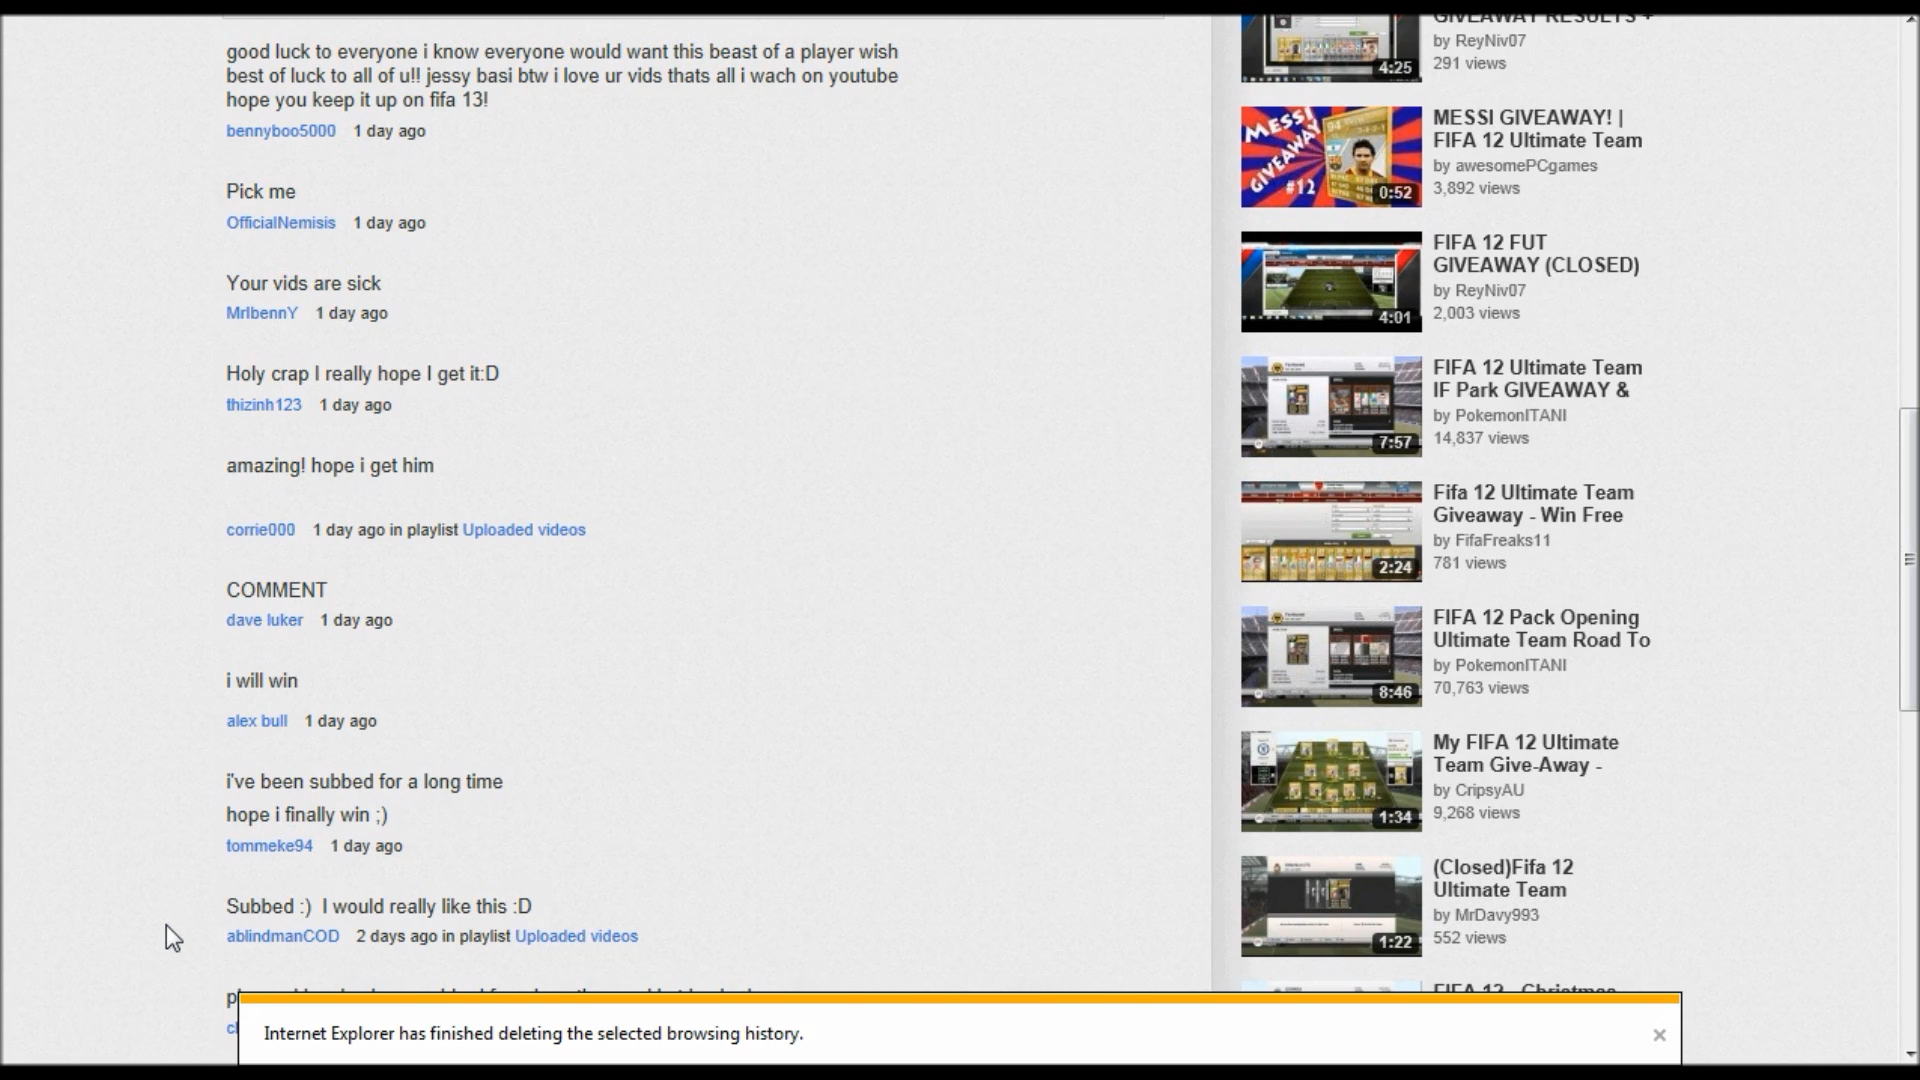 good luck to everyone i know everyone would want this beast of a player wish
best of luck to all of u!! jessy basi btw i love ur vids thats all i wach on youtube
hope you keep it up on fifa 13!
bennyboo5000 1 day ago
Pick me
OfficialNemisis 1 day ago
Your vids are sick
MrIbennY 1 day ago
Holy crap I really hope I get it:D
thizinh123 1 day ago
amazing! hope i get him
corrie000 1 day ago in playlist Uploaded videos
COMMENT
dave luker 1 day ago
i will win
alex bull 1 day ago
i've been subbed for a long time
hope i finally win ;)
tommeke94 1 day ago
Subbed :) I would really like this :D
ablindmanCOD 2 days ago in playlist Uploaded videos
GIVEAWAY RESULTS +
by ReyNiv07
291 views
4:25
MESSI GIVEAWAY #12
0:52
MESSI GIVEAWAY! |
FIFA 12 Ultimate Team
by awesomePCgames
3,892 views
4:01
FIFA 12 FUT
GIVEAWAY (CLOSED)
by ReyNiv07
2,003 views
7:57
FIFA 12 Ultimate Team
IF Park GIVEAWAY &
by PokemonITANI
14,837 views
2:24
Fifa 12 Ultimate Team
Giveaway - Win Free
by FifaFreaks11
781 views
8:46
FIFA 12 Pack Opening
Ultimate Team Road To
by PokemonITANI
70,763 views
1:34
My FIFA 12 Ultimate
Team Give-Away -
by CripsyAU
9,268 views
1:22
(Closed)Fifa 12
Ultimate Team
by MrDavy993
552 views
FIFA 12 - Christmas
Internet Explorer has finished deleting the selected browsing history.